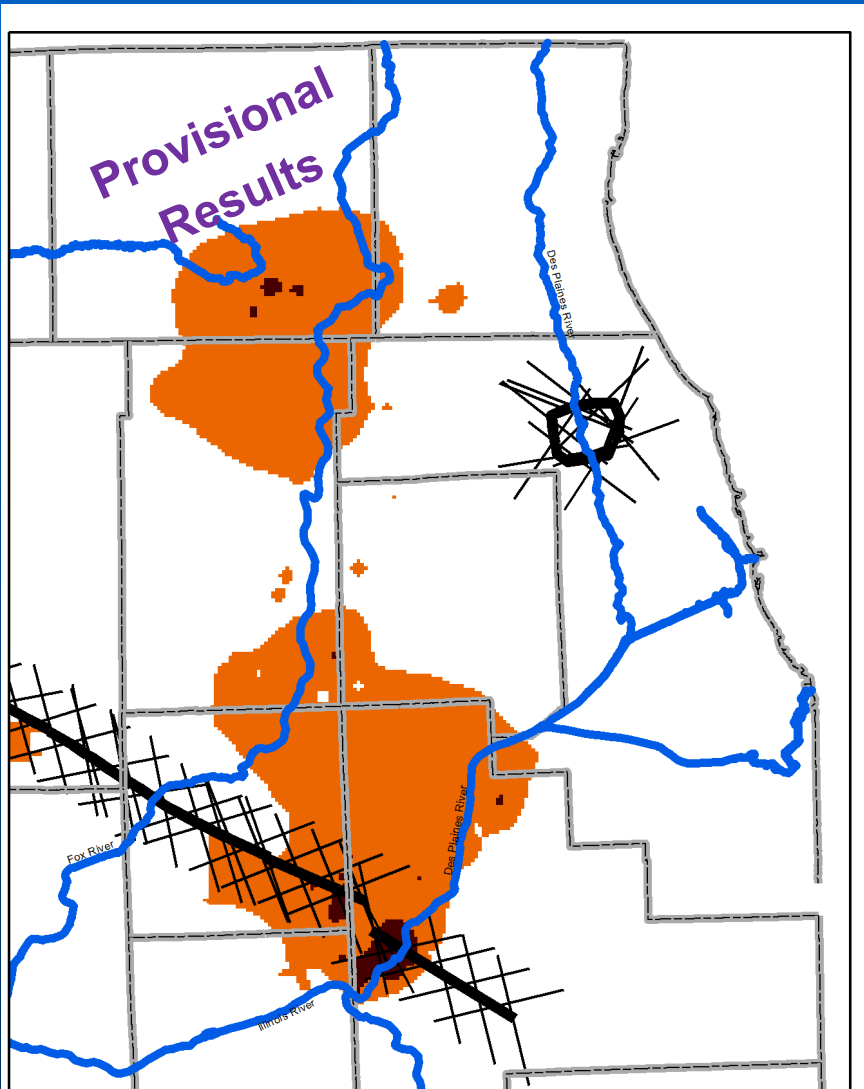 Provisional
Results
Des Plaines River
Des Plaines River
Fox River
Illinois River